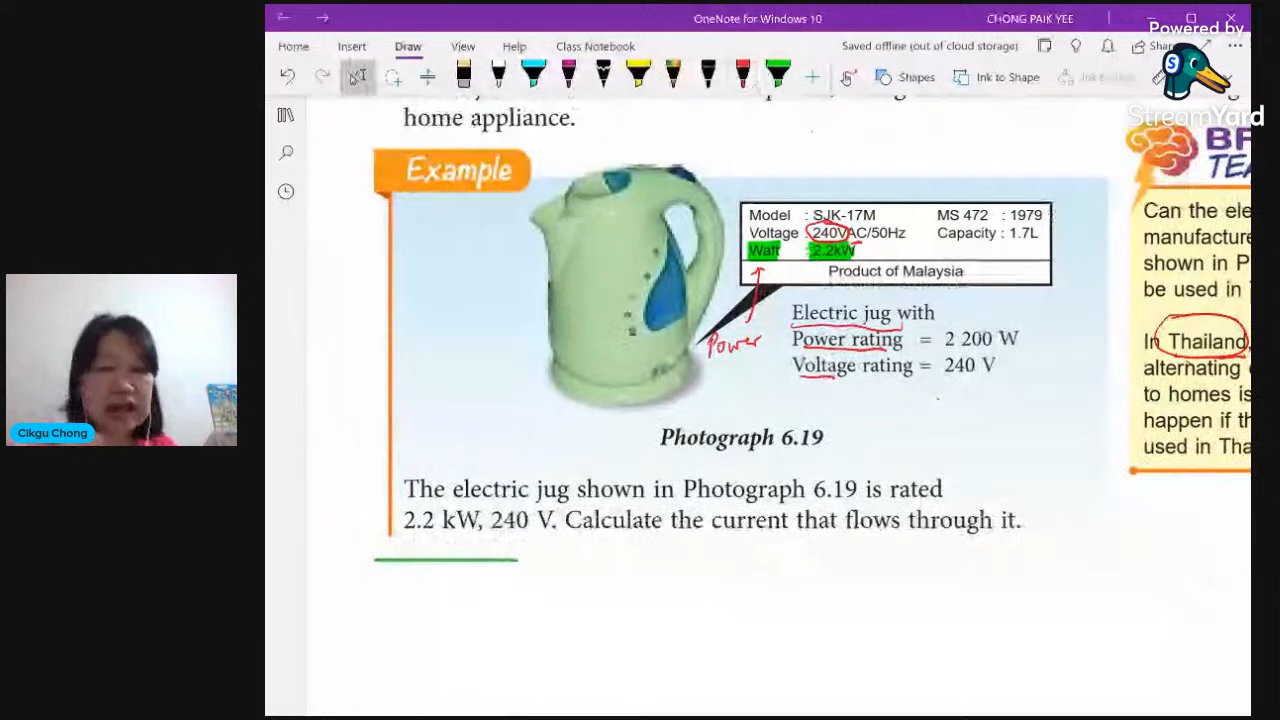 OneNote for Windows 10
CHONG PAIK YEE
Powered by
StreamYard
Home Insert Draw View Help Class Notebook
Saved offline (out of cloud storage)
Share
Shapes Ink to Shape
home appliance.
Example
Model : SJK-17M MS 472 : 1979
Voltage : 240VAC/50Hz Capacity : 1.7L
Watt : 2.2kW
Product of Malaysia
Power
Electric jug with
Power rating = 2 200 W
Voltage rating = 240 V
Photograph 6.19
The electric jug shown in Photograph 6.19 is rated
2.2 kW, 240 V. Calculate the current that flows through it.
Can the ele
manufacture
shown in P
be used in
In Thailand,
alternating
to homes is
happen if th
used in Tha
Cikgu Chong